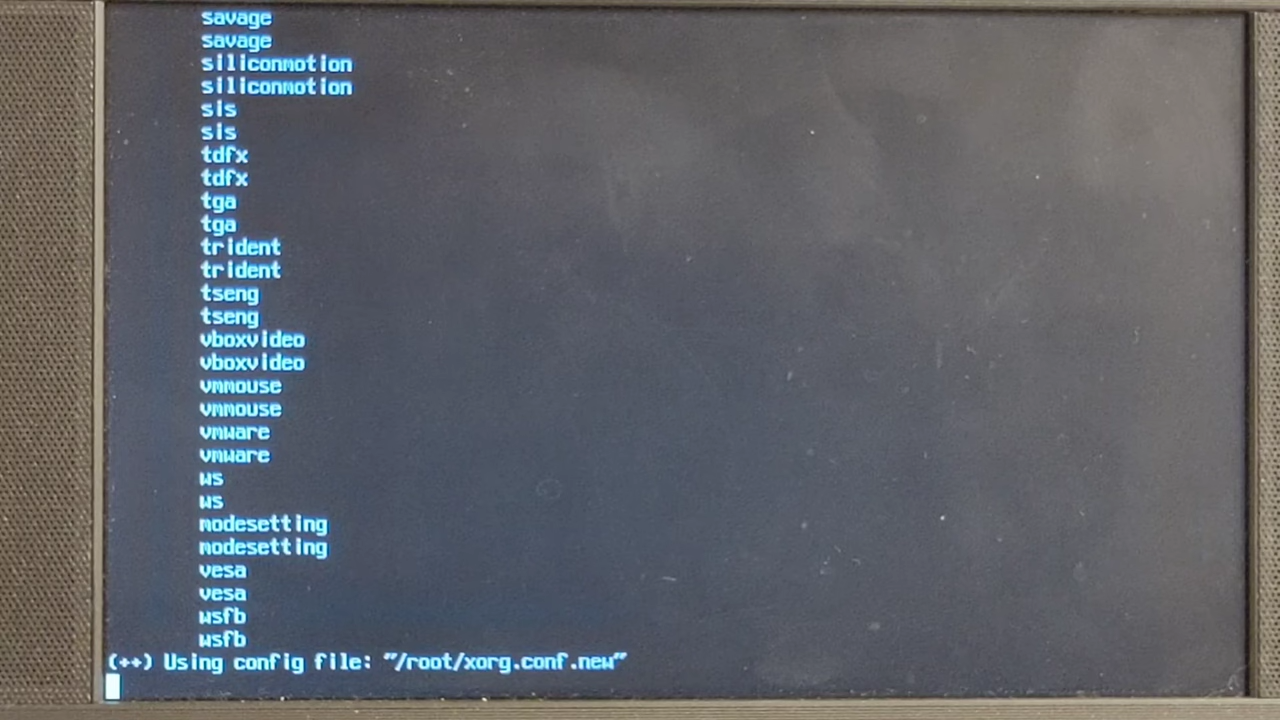 savage
savage
siliconmotion
siliconmotion
sis
sis
tdfx
tdfx
tga
tga
trident
trident
tseng
tseng
vboxvideo
vboxvideo
vmmouse
vmmouse
vmware
vmware
ws
ws
modesetting
modesetting
vesa
vesa
wsfb
wsfb
(++) Using config file: "/root/xorg.conf.new"